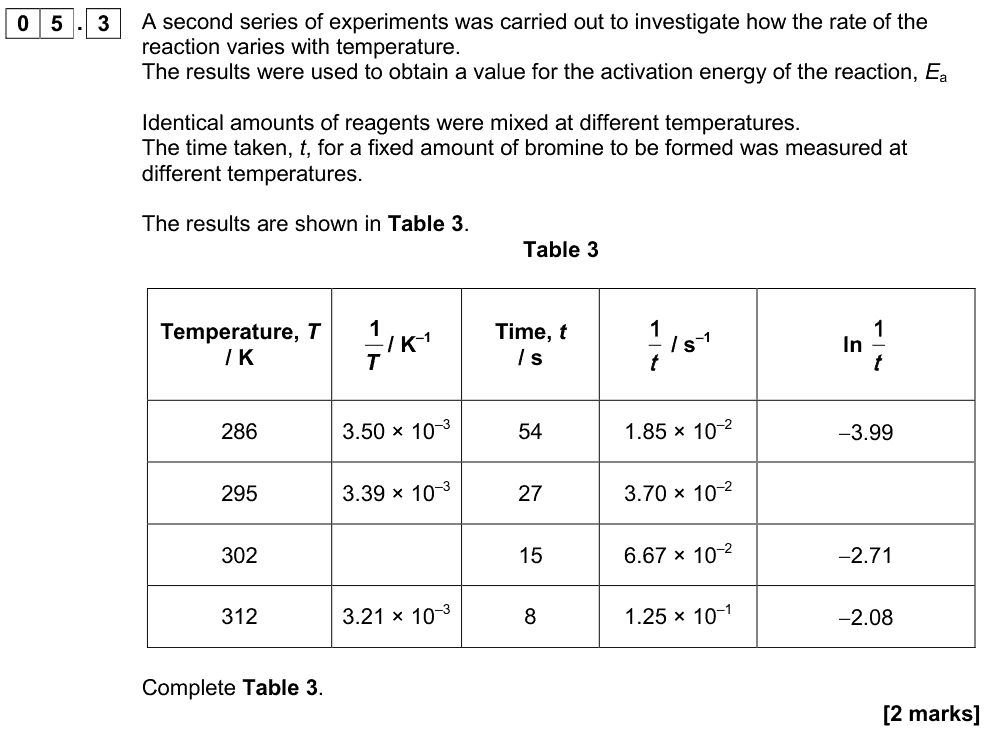 0 5 . 3 A second series of experiments was carried out to investigate how the rate of the
reaction varies with temperature.
The results were used to obtain a value for the activation energy of the reaction, Eₐ
Identical amounts of reagents were mixed at different temperatures.
The time taken, t, for a fixed amount of bromine to be formed was measured at
different temperatures.
The results are shown in Table 3.
Table 3
Temperature, T / K | 1/T / K⁻¹ | Time, t / s | 1/t / s⁻¹ | ln 1/t
286 | 3.50 × 10⁻³ | 54 | 1.85 × 10⁻² | −3.99
295 | 3.39 × 10⁻³ | 27 | 3.70 × 10⁻² |
302 | | 15 | 6.67 × 10⁻² | −2.71
312 | 3.21 × 10⁻³ | 8 | 1.25 × 10⁻¹ | −2.08
Complete Table 3.
[2 marks]